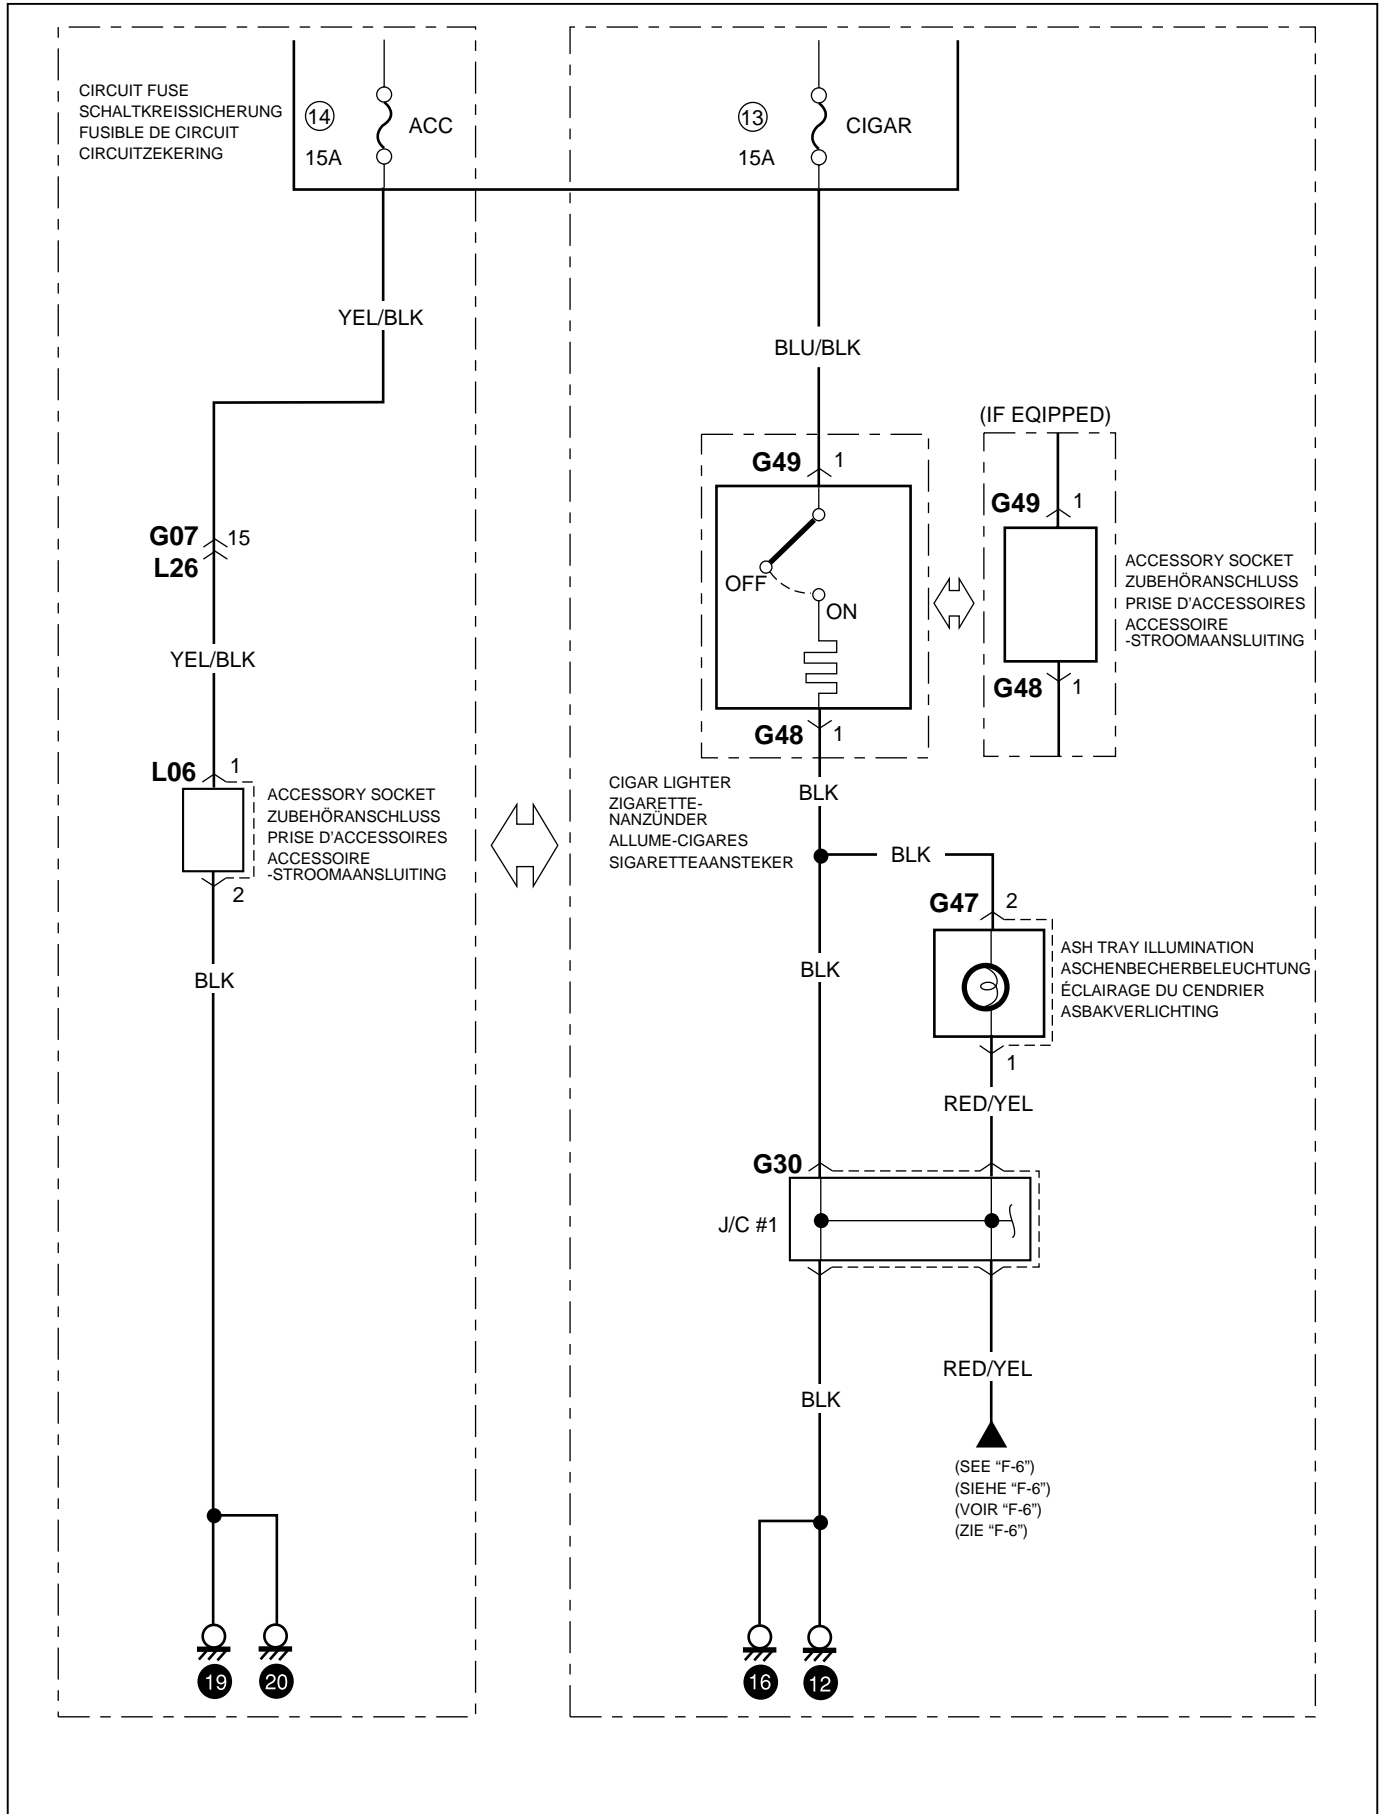 CIRCUIT FUSE
SCHALTKREISSICHERUNG
FUSIBLE DE CIRCUIT
CIRCUITZEKERING
14
15A
ACC
13
15A
CIGAR
YEL/BLK
BLU/BLK
(IF EQIPPED)
G49 1
G49 1
G07 15
L26
OFF
ON
ACCESSORY SOCKET
ZUBEHÖRANSCHLUSS
PRISE D'ACCESSOIRES
ACCESSOIRE
-STROOMAANSLUITING
YEL/BLK
G48 1
G48 1
L06 1
ACCESSORY SOCKET
ZUBEHÖRANSCHLUSS
PRISE D'ACCESSOIRES
ACCESSOIRE
-STROOMAANSLUITING
2
CIGAR LIGHTER
ZIGARETTE-
NANZÜNDER
ALLUME-CIGARES
SIGARETTEAANSTEKER
BLK
BLK
G47 2
ASH TRAY ILLUMINATION
ASCHENBECHERBELEUCHTUNG
ÉCLAIRAGE DU CENDRIER
ASBAKVERLICHTING
BLK
BLK
1
RED/YEL
G30
J/C #1
RED/YEL
BLK
(SEE “F-6”)
(SIEHE “F-6”)
(VOIR “F-6”)
(ZIE “F-6”)
19
20
16
12